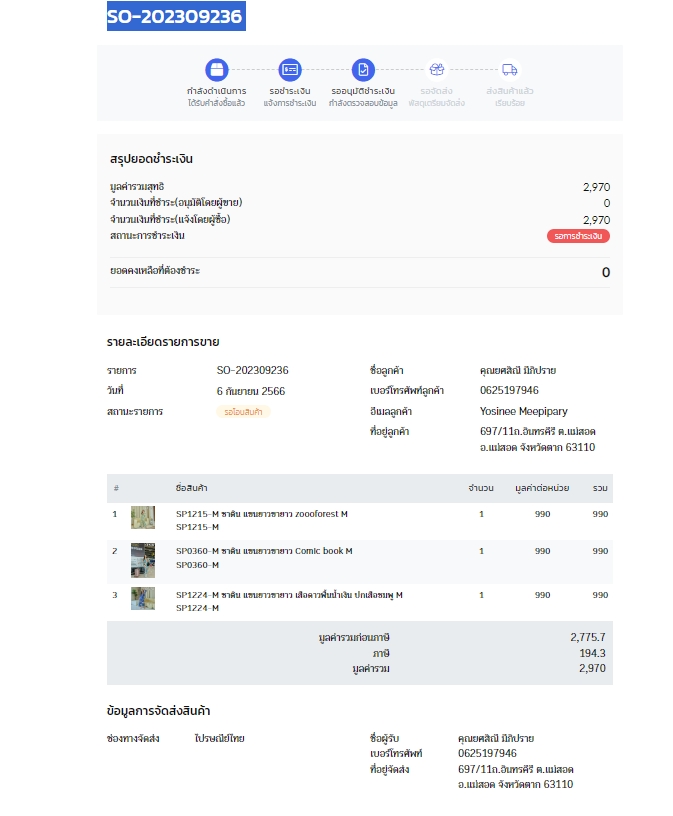 SO-202309236
กำลังดำเนินการ รอชำระเงิน รออนุมัติชำระเงิน รอจัดส่ง ส่งสินค้าแล้ว
ได้รับคำสั่งซื้อแล้ว แจ้งการชำระเงิน กำลังตรวจสอบข้อมูล พัสดุเตรียมจัดส่ง เรียบร้อย
สรุปยอดชำระเงิน
มูลค่ารวมสุทธิ 2,970
จำนวนเงินที่ชำระ(อนุมัติโดยผู้ขาย) 0
จำนวนเงินที่ชำระ(แจ้งโดยผู้ซื้อ) 2,970
สถานะการชำระเงิน รอการชำระเงิน
ยอดคงเหลือที่ต้องชำระ 0
รายละเอียดรายการขาย
รายการ SO-202309236 ชื่อลูกค้า คุณยศสิณี มีภิปราย
วันที่ 6 กันยายน 2566 เบอร์โทรศัพท์ลูกค้า 0625197946
สถานะรายการ รอโอนสินค้า อีเมลลูกค้า Yosinee Meepipary
ที่อยู่ลูกค้า 697/11ถ.อินทรคีรี ต.แม่สอด
อ.แม่สอด จังหวัดตาก 63110
# ชื่อสินค้า จำนวน มูลค่าต่อหน่วย รวม
1 SP1215-M ซาติน แขนยาวขายาว zoooforest M 1 990 990
SP1215-M
2 SP0360-M ซาติน แขนยาวขายาว Comic book M 1 990 990
SP0360-M
3 SP1224-M ซาติน แขนยาวขายาว เสือดาวพื้นน้ำเงิน ปกเสื้อชมพู M 1 990 990
SP1224-M
มูลค่ารวมก่อนภาษี 2,775.7
ภาษี 194.3
มูลค่ารวม 2,970
ข้อมูลการจัดส่งสินค้า
ช่องทางจัดส่ง ไปรษณีย์ไทย ชื่อผู้รับ คุณยศสิณี มีภิปราย
เบอร์โทรศัพท์ 0625197946
ที่อยู่จัดส่ง 697/11ถ.อินทรคีรี ต.แม่สอด
อ.แม่สอด จังหวัดตาก 63110